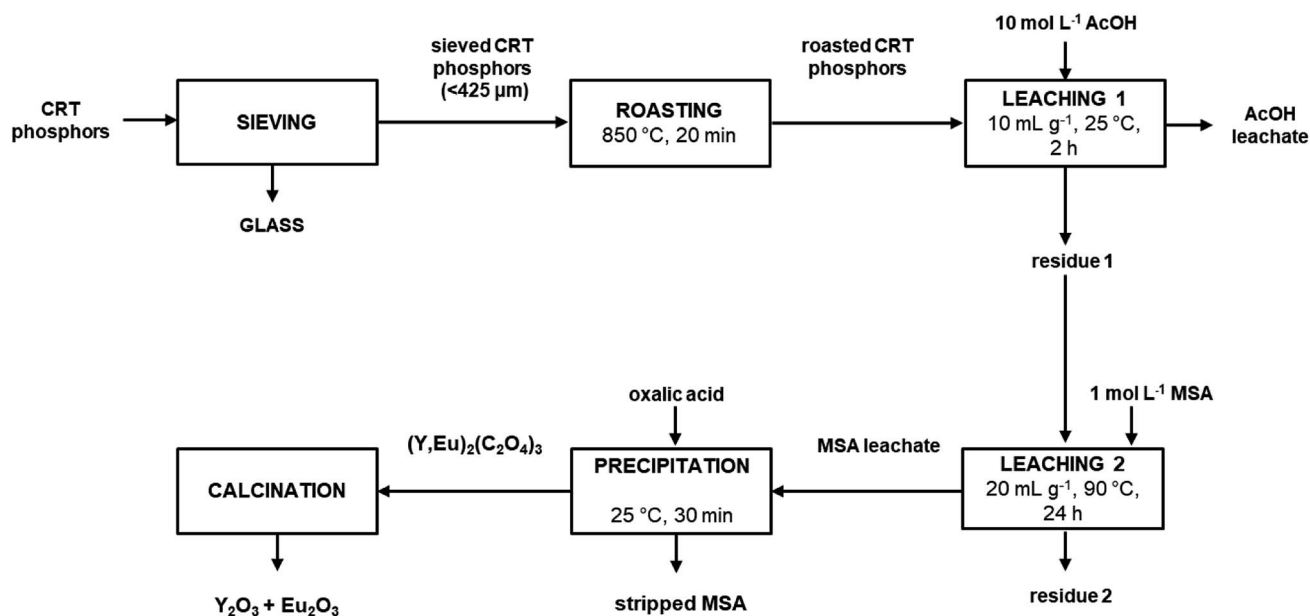 CRT
phosphors
SIEVING
GLASS
sieved CRT
phosphors
(<425 µm)
ROASTING
850 °C, 20 min
roasted CRT
phosphors
10 mol L⁻¹ AcOH
LEACHING 1
10 mL g⁻¹, 25 °C,
2 h
AcOH
leachate
residue 1
1 mol L⁻¹ MSA
LEACHING 2
20 mL g⁻¹, 90 °C,
24 h
residue 2
MSA leachate
oxalic acid
PRECIPITATION
25 °C, 30 min
stripped MSA
(Y,Eu)₂(C₂O₄)₃
CALCINATION
Y₂O₃ + Eu₂O₃